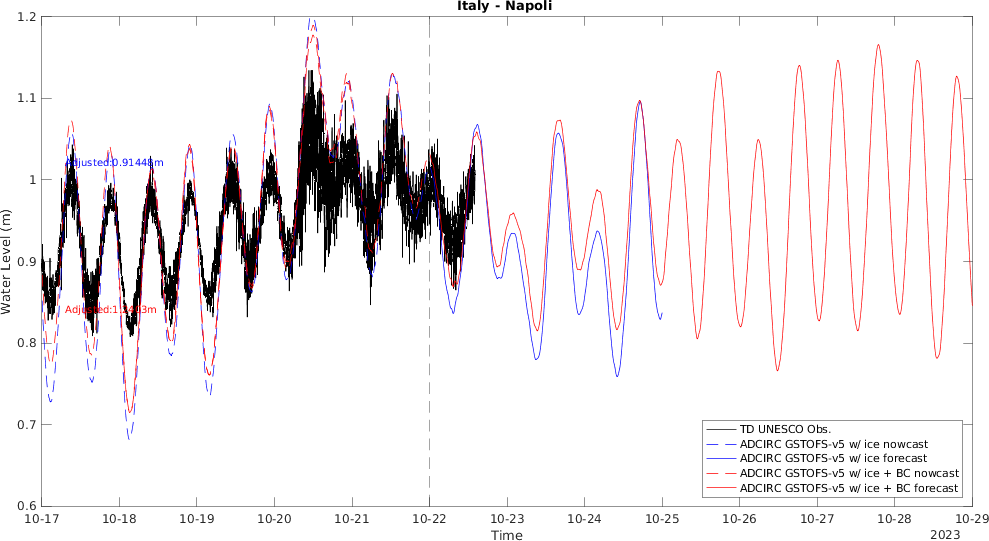 Italy - Napoli
Water Level (m)
1.2
1.1
1
0.9
0.8
0.7
0.6
Adjusted:0.91448m
TD UNESCO Obs.
ADCIRC GSTOFS-v5 w/ ice nowcast
ADCIRC GSTOFS-v5 w/ ice forecast
ADCIRC GSTOFS-v5 w/ ice + BC nowcast
ADCIRC GSTOFS-v5 w/ ice + BC forecast
10-17 10-18 10-19 10-20 10-21 10-22 10-23 10-24 10-25 10-26 10-27 10-28 10-29
Time
2023